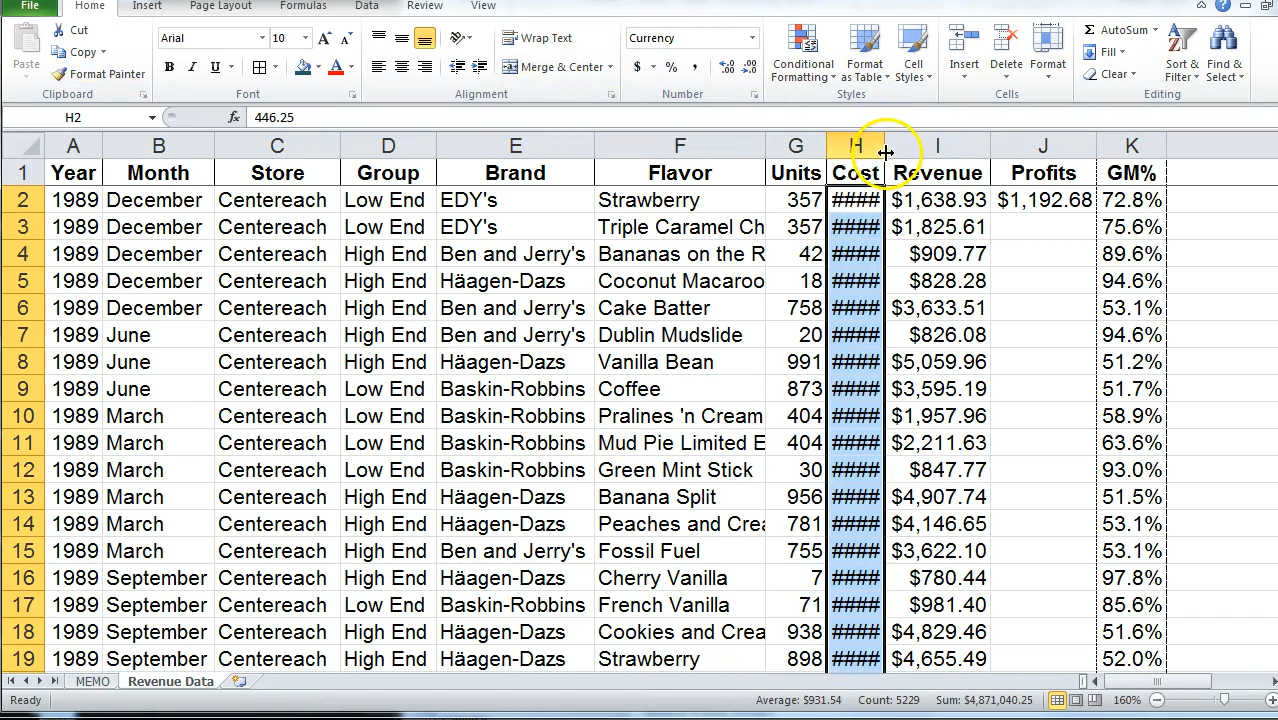 File Home Insert Page Layout Formulas Data Review View
Paste Cut Copy Format Painter Clipboard
Arial 10 A A B I U A Font
Wrap Text Merge & Center Alignment
Currency $ % , Number
Conditional Formatting Format as Table Cell Styles Styles
Insert Delete Format Cells
Σ AutoSum Fill Clear Sort & Filter Find & Select Editing
H2 fx 446.25
A B C D E F G H I J K
1 Year Month Store Group Brand Flavor Units Cost Revenue Profits GM%
2 1989 December Centereach Low End EDY's Strawberry 357 #### $1,638.93 $1,192.68 72.8%
3 1989 December Centereach Low End EDY's Triple Caramel Ch 357 #### $1,825.61 75.6%
4 1989 December Centereach High End Ben and Jerry's Bananas on the R 42 #### $909.77 89.6%
5 1989 December Centereach High End Häagen-Dazs Coconut Macaroo 18 #### $828.28 94.6%
6 1989 December Centereach High End Ben and Jerry's Cake Batter 758 #### $3,633.51 53.1%
7 1989 June Centereach High End Ben and Jerry's Dublin Mudslide 20 #### $826.08 94.6%
8 1989 June Centereach High End Häagen-Dazs Vanilla Bean 991 #### $5,059.96 51.2%
9 1989 June Centereach Low End Baskin-Robbins Coffee 873 #### $3,595.19 51.7%
10 1989 March Centereach Low End Baskin-Robbins Pralines 'n Cream 404 #### $1,957.96 58.9%
11 1989 March Centereach Low End Baskin-Robbins Mud Pie Limited E 404 #### $2,211.63 63.6%
12 1989 March Centereach Low End Baskin-Robbins Green Mint Stick 30 #### $847.77 93.0%
13 1989 March Centereach High End Häagen-Dazs Banana Split 956 #### $4,907.74 51.5%
14 1989 March Centereach High End Häagen-Dazs Peaches and Crea 781 #### $4,146.65 53.1%
15 1989 March Centereach High End Ben and Jerry's Fossil Fuel 755 #### $3,622.10 53.1%
16 1989 September Centereach High End Häagen-Dazs Cherry Vanilla 7 #### $780.44 97.8%
17 1989 September Centereach Low End Baskin-Robbins French Vanilla 71 #### $981.40 85.6%
18 1989 September Centereach High End Häagen-Dazs Cookies and Crea 938 #### $4,829.46 51.6%
19 1989 September Centereach High End Häagen-Dazs Strawberry 898 #### $4,655.49 52.0%
MEMO Revenue Data
Ready Average: $931.54 Count: 5229 Sum: $4,871,040.25 160%